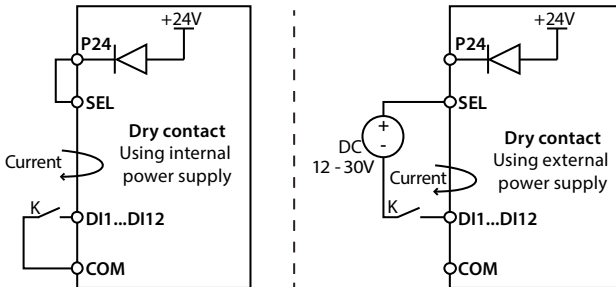 +24V
P24
SEL
Dry contact
Using internal
power supply
Current
K
DI1...DI12
COM
+24V
P24
SEL
+
-
DC
12 - 30V
Dry contact
Using external
power supply
Current
K
DI1...DI12
COM